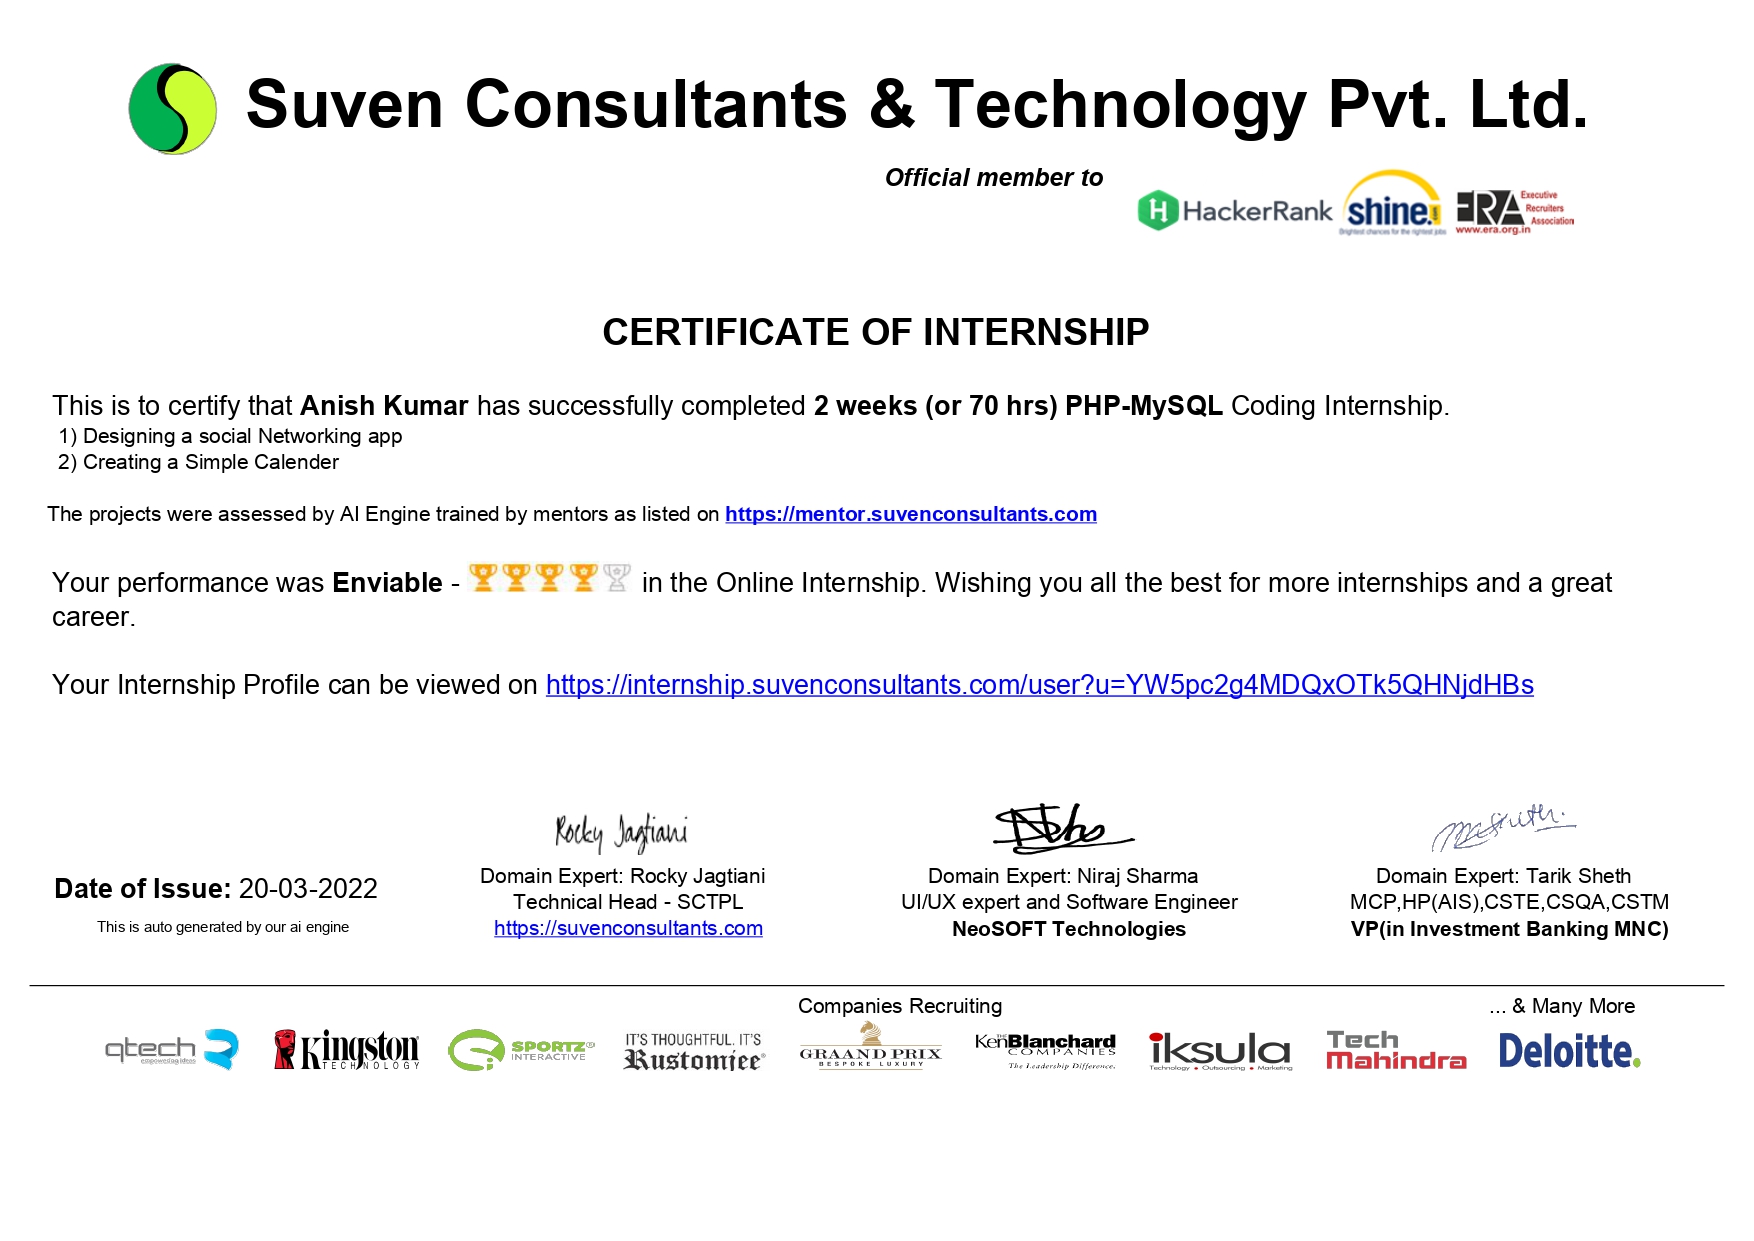 Suven Consultants & Technology Pvt. Ltd.
Official member to
HackerRank
shine.com
Brightest chances for the rightest jobs
ERA Executive Recruiters Association
www.era.org.in
CERTIFICATE OF INTERNSHIP
This is to certify that Anish Kumar has successfully completed 2 weeks (or 70 hrs) PHP-MySQL Coding Internship.
1) Designing a social Networking app
2) Creating a Simple Calender
The projects were assessed by AI Engine trained by mentors as listed on https://mentor.suvenconsultants.com
Your performance was Enviable - in the Online Internship. Wishing you all the best for more internships and a great
career.
Your Internship Profile can be viewed on https://internship.suvenconsultants.com/user?u=YW5pc2g4MDQxOTk5QHNjdHBs
Rocky Jagtiani
Date of Issue: 20-03-2022
This is auto generated by our ai engine
Domain Expert: Rocky Jagtiani
Technical Head - SCTPL
https://suvenconsultants.com
Domain Expert: Niraj Sharma
UI/UX expert and Software Engineer
NeoSOFT Technologies
Domain Expert: Tarik Sheth
MCP,HP(AIS),CSTE,CSQA,CSTM
VP(in Investment Banking MNC)
Companies Recruiting
... & Many More
qtech
empowering ideas
Kingston
TECHNOLOGY
SPORTZ®
INTERACTIVE
IT'S THOUGHTFUL. IT'S
Rustomjee®
GRAAND PRIX
BESPOKE LUXURY
THE
KenBlanchard
COMPANIES
The Leadership Difference.
iksula
Technology • Outsourcing • Marketing
Tech
Mahindra
Deloitte.